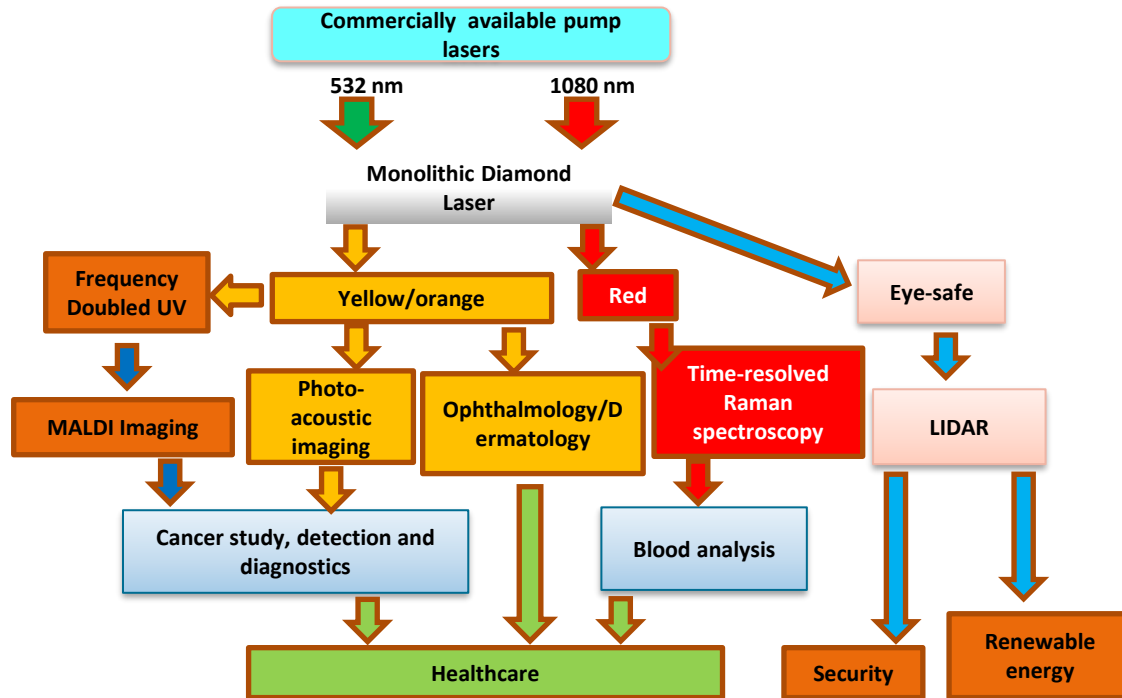 Commercially available pump
lasers
532 nm
1080 nm
Monolithic Diamond
Laser
Frequency
Doubled UV
Yellow/orange
Red
Eye-safe
MALDI Imaging
Photo-
acoustic
imaging
Ophthalmology/D
ermatology
Time-resolved
Raman
spectroscopy
LIDAR
Cancer study, detection and
diagnostics
Blood analysis
Healthcare
Security
Renewable
energy